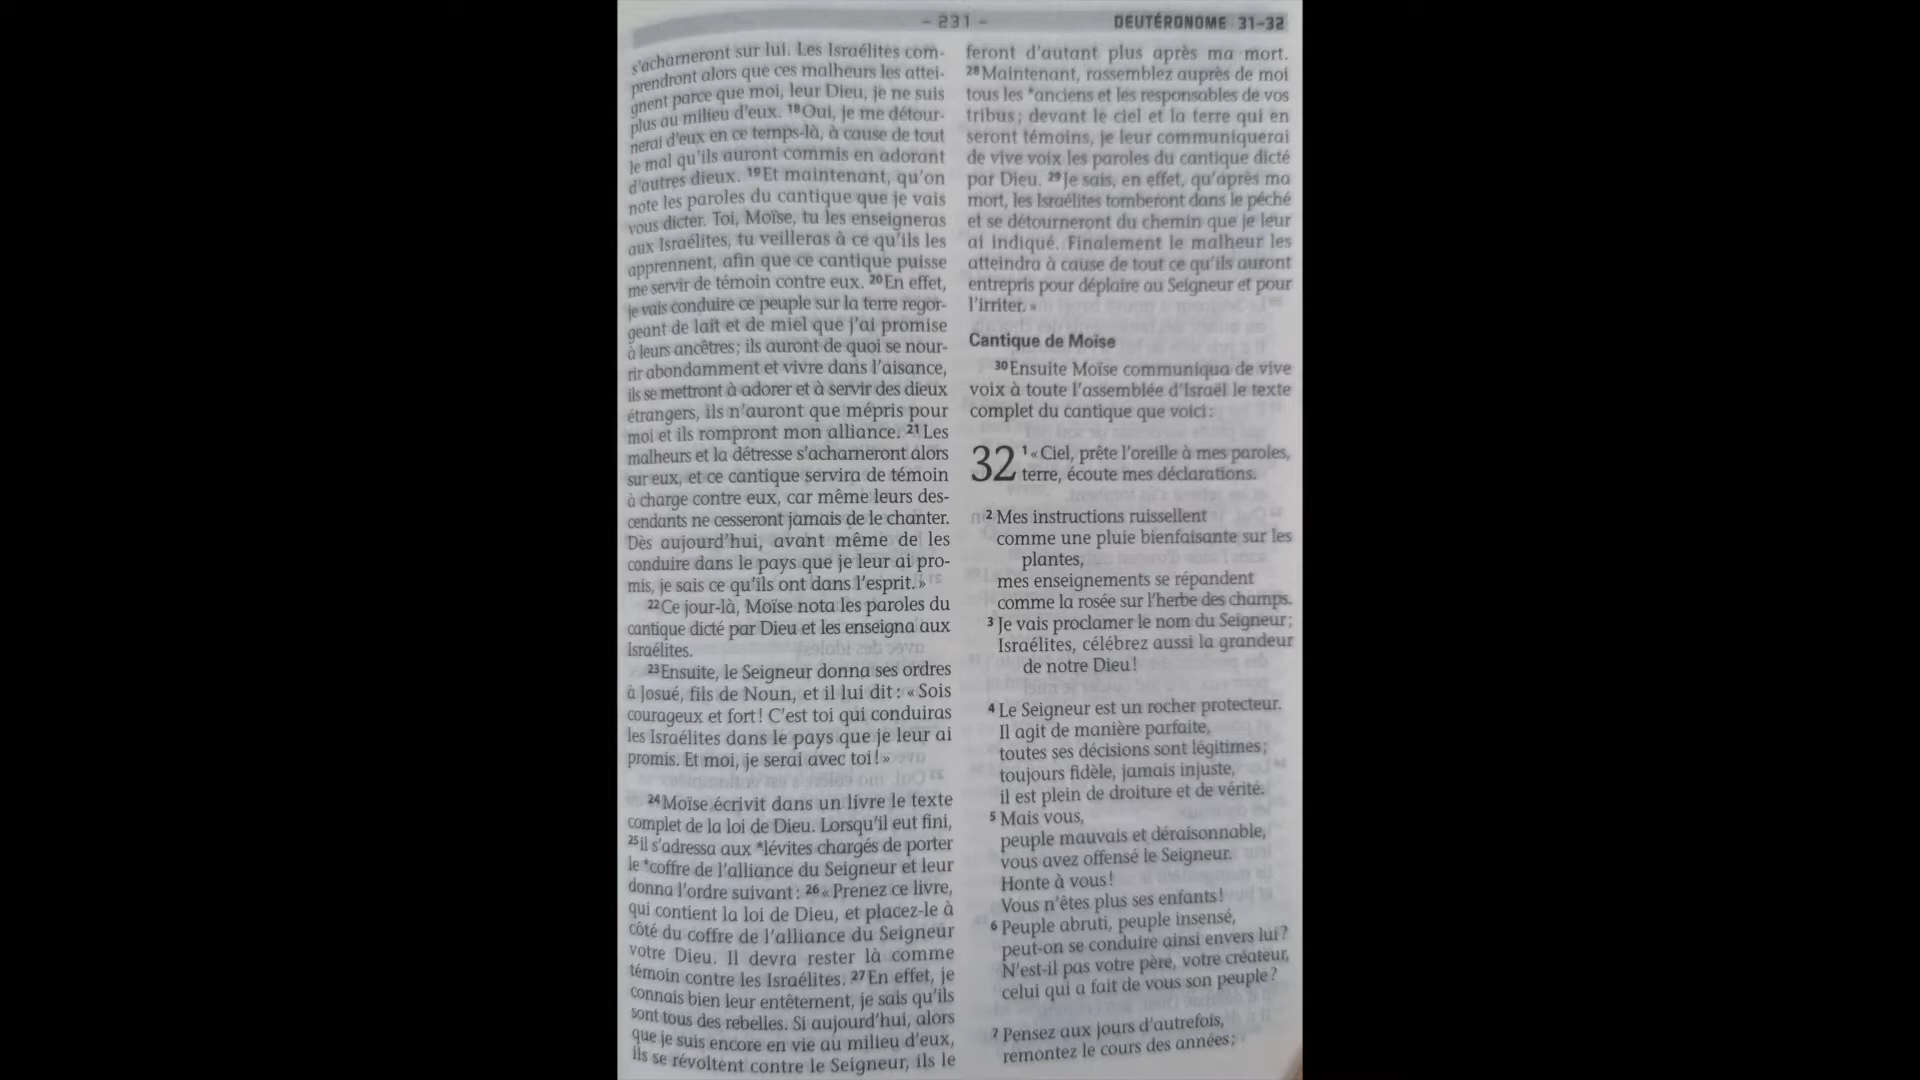 - 231 -
DEUTÉRONOME 31-32
s'acharneront sur lui. Les Israélites com-
prendront alors que ces malheurs les attei-
gnent parce que moi, leur Dieu, je ne suis
plus au milieu d'eux. 18Oui, je me détour-
nerai d'eux en ce temps-là, à cause de tout
le mal qu'ils auront commis en adorant
d'autres dieux. 19Et maintenant, qu'on
note les paroles du cantique que je vais
vous dicter. Toi, Moïse, tu les enseigneras
aux Israélites, tu veilleras à ce qu'ils les
apprennent, afin que ce cantique puisse
me servir de témoin contre eux. 20En effet,
je vais conduire ce peuple sur la terre regor-
geant de lait et de miel que j'ai promise
à leurs ancêtres; ils auront de quoi se nour-
rir abondamment et vivre dans l'aisance,
ils se mettront à adorer et à servir des dieux
étrangers, ils n'auront que mépris pour
moi et ils rompront mon alliance. 21Les
malheurs et la détresse s'acharneront alors
sur eux, et ce cantique servira de témoin
à charge contre eux, car même leurs des-
cendants ne cesseront jamais de le chanter.
Dès aujourd'hui, avant même de les
conduire dans le pays que je leur ai pro-
mis, je sais ce qu'ils ont dans l'esprit.»
22Ce jour-là, Moïse nota les paroles du
cantique dicté par Dieu et les enseigna aux
Israélites.
23Ensuite, le Seigneur donna ses ordres
à Josué, fils de Noun, et il lui dit: «Sois
courageux et fort! C'est toi qui conduiras
les Israélites dans le pays que je leur ai
promis. Et moi, je serai avec toi!»
24Moïse écrivit dans un livre le texte
complet de la loi de Dieu. Lorsqu'il eut fini,
25il s'adressa aux *lévites chargés de porter
le *coffre de l'alliance du Seigneur et leur
donna l'ordre suivant: 26«Prenez ce livre,
qui contient la loi de Dieu, et placez-le à
côté du coffre de l'alliance du Seigneur
votre Dieu. Il devra rester là comme
témoin contre les Israélites. 27En effet, je
connais bien leur entêtement, je sais qu'ils
sont tous des rebelles. Si aujourd'hui, alors
que je suis encore en vie au milieu d'eux,
ils se révoltent contre le Seigneur, ils le
feront d'autant plus après ma mort.
28Maintenant, rassemblez auprès de moi
tous les *anciens et les responsables de vos
tribus; devant le ciel et la terre qui en
seront témoins, je leur communiquerai
de vive voix les paroles du cantique dicté
par Dieu. 29Je sais, en effet, qu'après ma
mort, les Israélites tomberont dans le péché
et se détourneront du chemin que je leur
ai indiqué. Finalement le malheur les
atteindra à cause de tout ce qu'ils auront
entrepris pour déplaire au Seigneur et pour
l'irriter.»
Cantique de Moïse
30Ensuite Moïse communiqua de vive
voix à toute l'assemblée d'Israël le texte
complet du cantique que voici:
32 1«Ciel, prête l'oreille à mes paroles,
terre, écoute mes déclarations.
2 Mes instructions ruissellent
comme une pluie bienfaisante sur les
plantes,
mes enseignements se répandent
comme la rosée sur l'herbe des champs.
3 Je vais proclamer le nom du Seigneur;
Israélites, célébrez aussi la grandeur
de notre Dieu!
4 Le Seigneur est un rocher protecteur.
Il agit de manière parfaite,
toutes ses décisions sont légitimes;
toujours fidèle, jamais injuste,
il est plein de droiture et de vérité.
5 Mais vous,
peuple mauvais et déraisonnable,
vous avez offensé le Seigneur.
Honte à vous!
Vous n'êtes plus ses enfants!
6 Peuple abruti, peuple insensé,
peut-on se conduire ainsi envers lui?
N'est-il pas votre père, votre créateur,
celui qui a fait de vous son peuple?
7 Pensez aux jours d'autrefois,
remontez le cours des années;